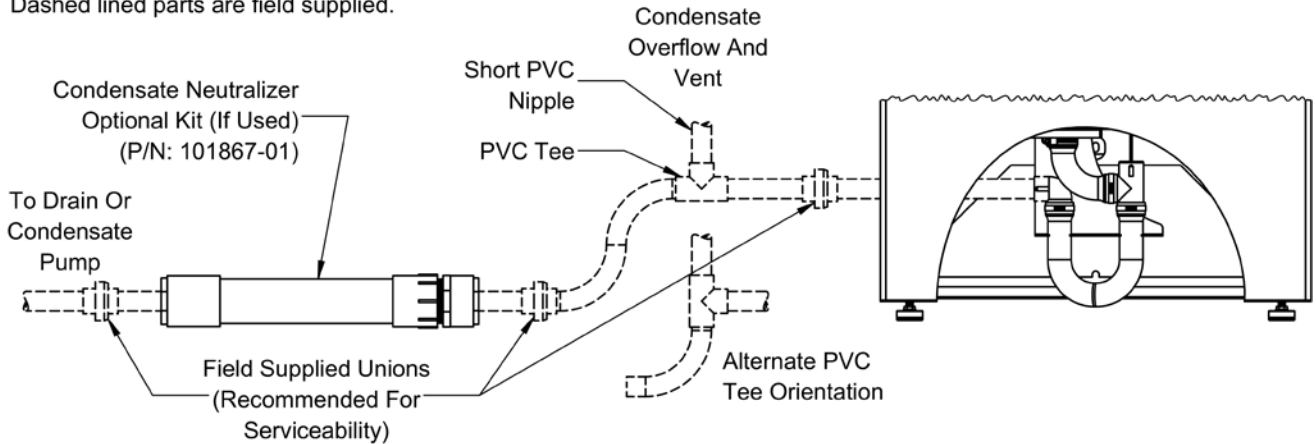 Dashed lined parts are field supplied.
Condensate
Overflow And
Vent
Short PVC
Nipple
Condensate Neutralizer
Optional Kit (If Used)
(P/N: 101867-01)
PVC Tee
To Drain Or
Condensate
Pump
Field Supplied Unions
(Recommended For
Serviceability)
Alternate PVC
Tee Orientation